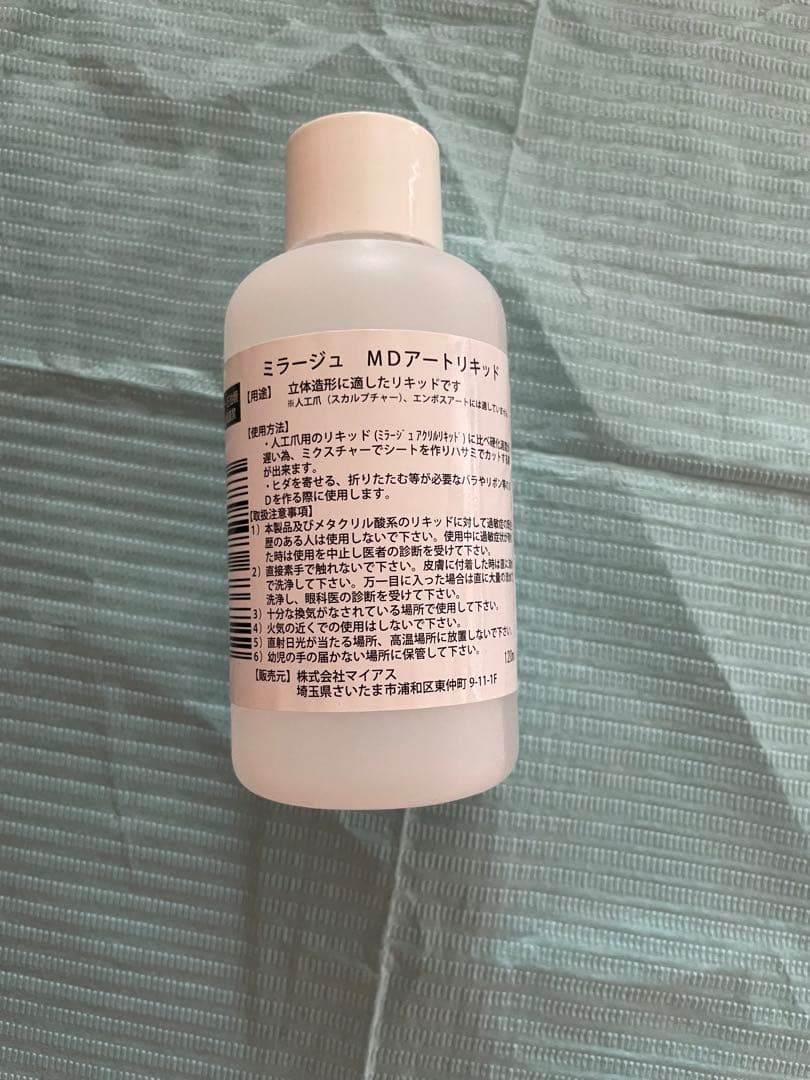 ミラージュ　MDアートリキッド
【用途】 立体造形に適したリキッドです
※人工爪（スカルプチャー）、エンボスアートには適していません
【使用方法】
・人工爪用のリキッド(ﾐﾗｰｼﾞｭｱｸﾘﾙﾘｷｯﾄﾞ)に比べ硬化速度が
遅い為、ミクスチャーでシートを作りハサミでカットする事
が出来ます。
・ヒダを寄せる、折りたたむ等が必要なバラやリボン等の
Dを作る際に使用します。
【取扱注意事項】
1）本製品及びメタクリル酸系のリキッドに対して過敏症の
歴のある人は使用しないで下さい。使用中に過敏症状が
た時は使用を中止し医者の診断を受けて下さい。
2）直接素手で触れないで下さい。皮膚に付着した時は直に
で洗浄して下さい。万一目に入った場合は直に大量の
洗浄し、眼科医の診断を受けて下さい。
3）十分な換気がなされている場所で使用して下さい。
4）火気の近くでの使用はしないで下さい。
5）直射日光が当たる場所、高温場所に放置しないで下さい。
6）幼児の手の届かない場所に保管して下さい。
120m
【販売元】株式会社マイアス
埼玉県さいたま市浦和区東仲町 9-11-1F